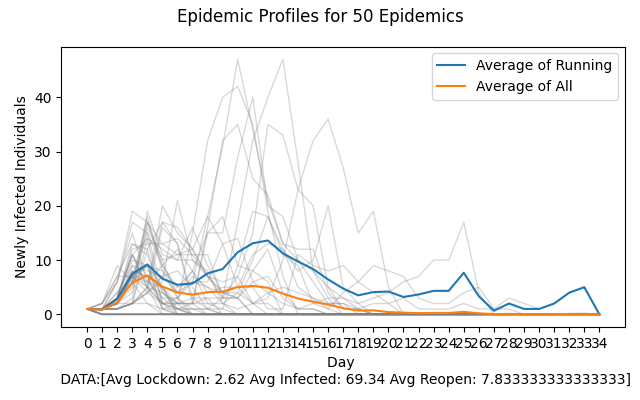 Epidemic Profiles for 50 Epidemics
Average of Running
Average of All
Newly Infected Individuals
40
30
20
10
0
0 1 2 3 4 5 6 7 8 9 10 11 12 13 14 15 16 17 18 19 20 21 22 23 24 25 26 27 28 29 30 31 32 33 34
Day
DATA:[Avg Lockdown: 2.62 Avg Infected: 69.34 Avg Reopen: 7.833333333333333]